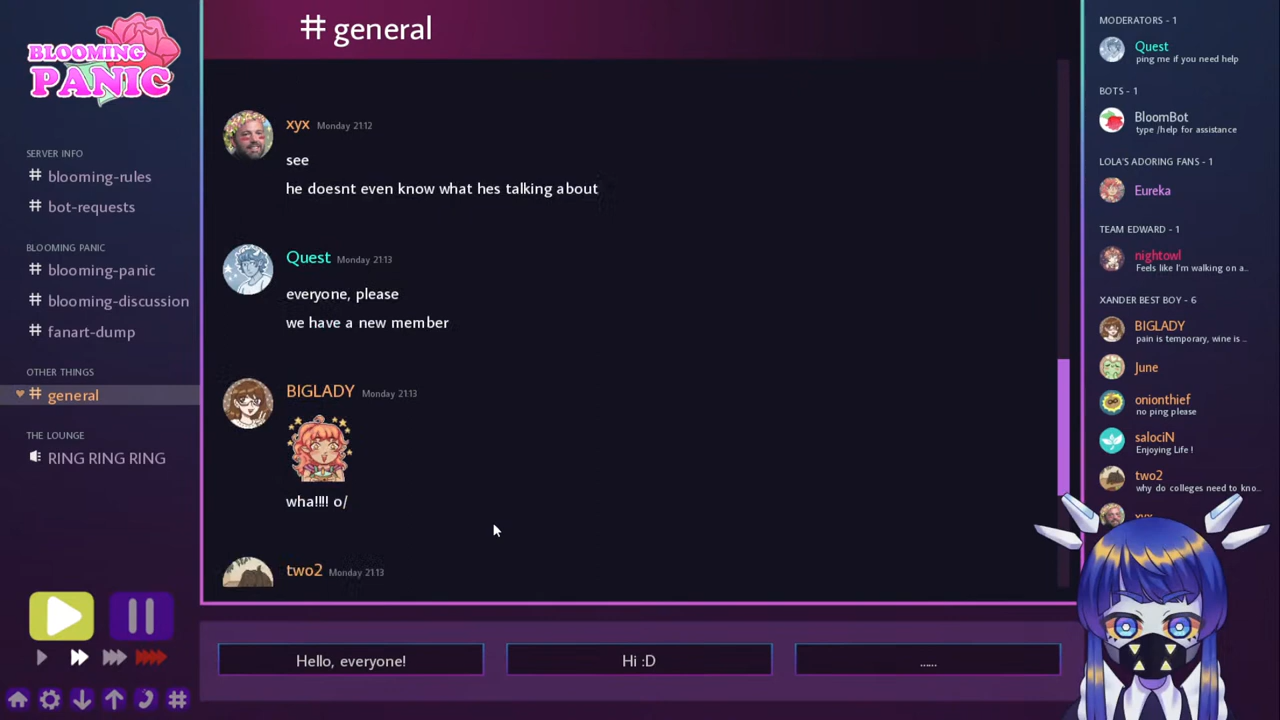 BLOOMING
PANIC
SERVER INFO
# blooming-rules
# bot-requests
BLOOMING PANIC
# blooming-panic
# blooming-discussion
# fanart-dump
OTHER THINGS
# general
THE LOUNGE
RING RING RING
# general
xyx Monday 21:12
see
he doesnt even know what hes talking about
Quest Monday 21:13
everyone, please
we have a new member
BIGLADY Monday 21:13
wha!!!! o/
two2 Monday 21:13
Hello, everyone!
Hi :D
......
MODERATORS - 1
Quest
ping me if you need help
BOTS - 1
BloomBot
type /help for assistance
LOLA'S ADORING FANS - 1
Eureka
TEAM EDWARD - 1
nightowl
Feels like I'm walking on a...
XANDER BEST BOY - 6
BIGLADY
pain is temporary, wine is ...
June
onionthief
no ping please
salociN
Enjoying Life !
two2
why do colleges need to kno...
xyx